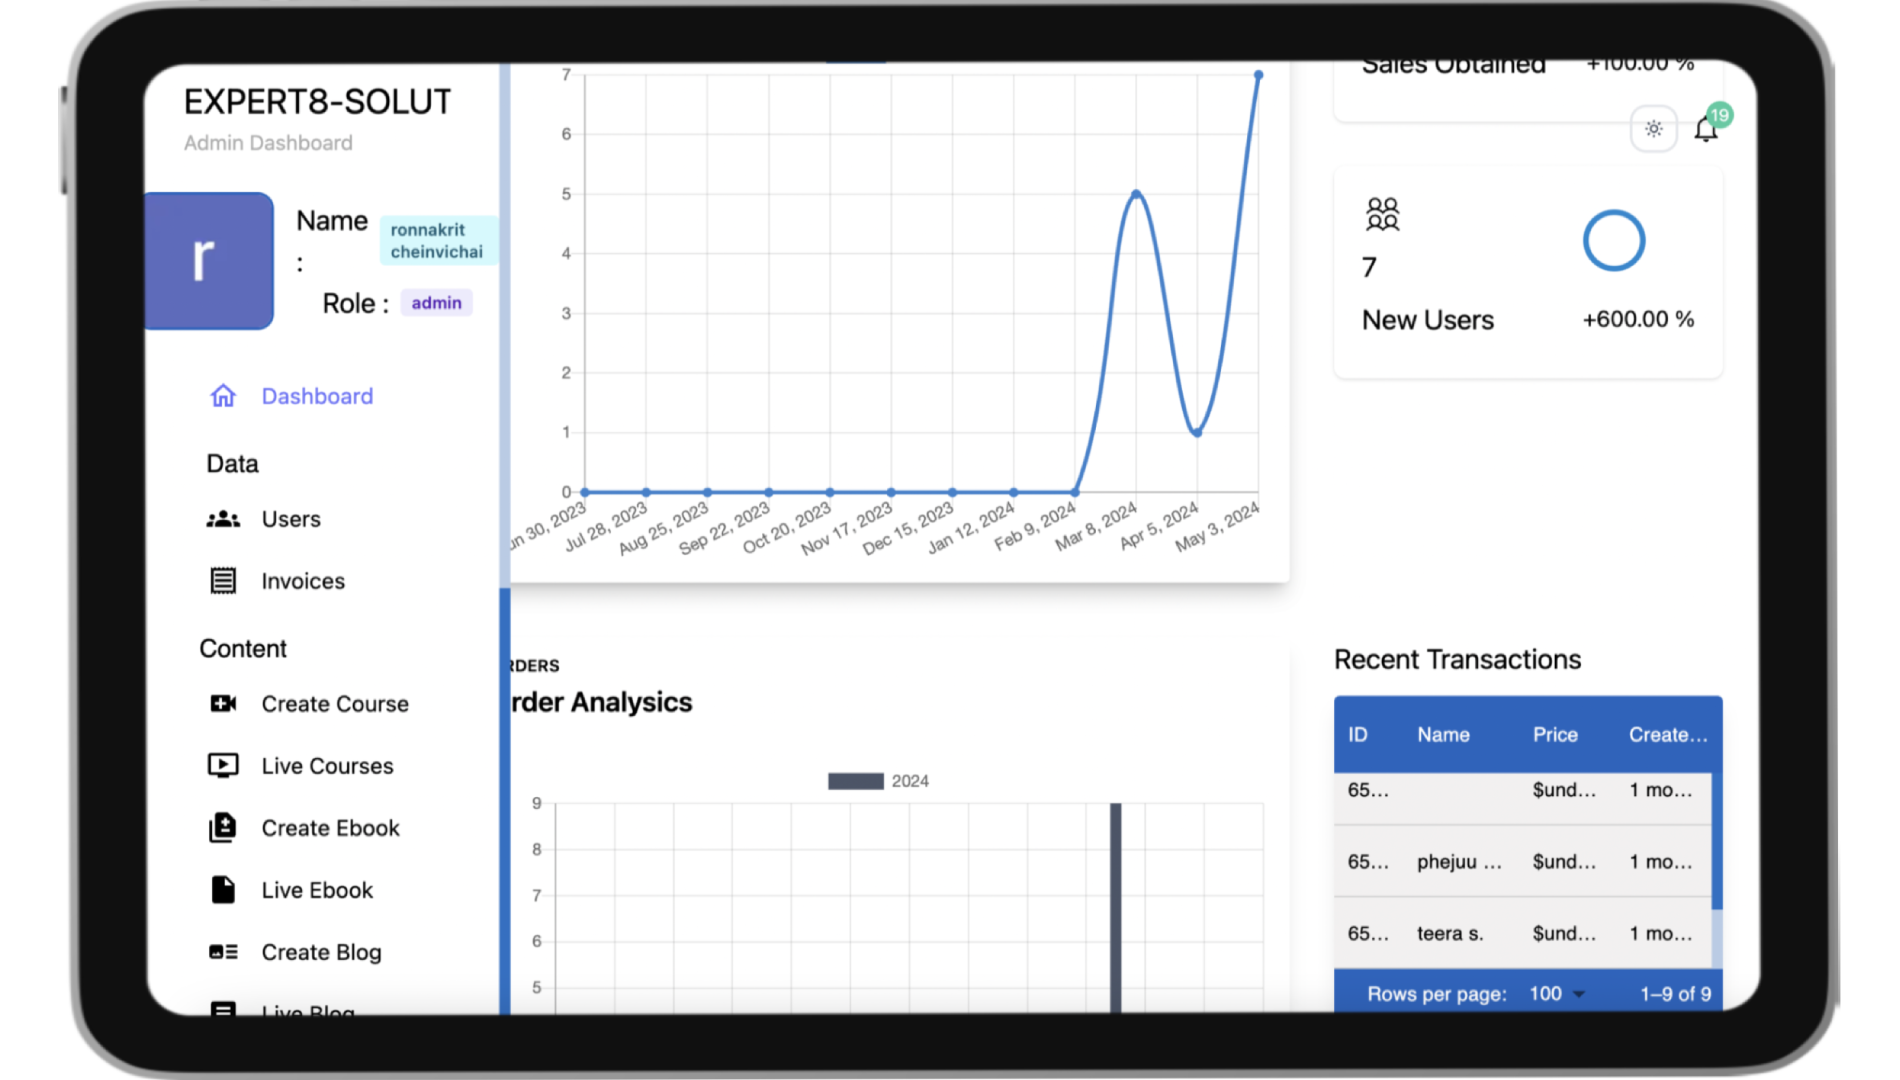 EXPERT8-SOLUT
Admin Dashboard
r
Name
:
ronnakrit
cheinvichai
Role :
admin
Dashboard
Data
Users
Invoices
Content
Create Course
Live Courses
Create Ebook
Live Ebook
Create Blog
Live Blog
7
6
5
4
3
2
1
0
un 30, 2023
Jul 28, 2023
Aug 25, 2023
Sep 22, 2023
Oct 20, 2023
Nov 17, 2023
Dec 15, 2023
Jan 12, 2024
Feb 9, 2024
Mar 8, 2024
Apr 5, 2024
May 3, 2024
RDERS
rder Analysics
2024
9
8
7
6
5
Sales Obtained +100.00 %
19
7
New Users +600.00 %
Recent Transactions
ID Name Price Create...
65... $und... 1 mo...
65... phejuu ... $und... 1 mo...
65... teera s. $und... 1 mo...
Rows per page: 100 1–9 of 9